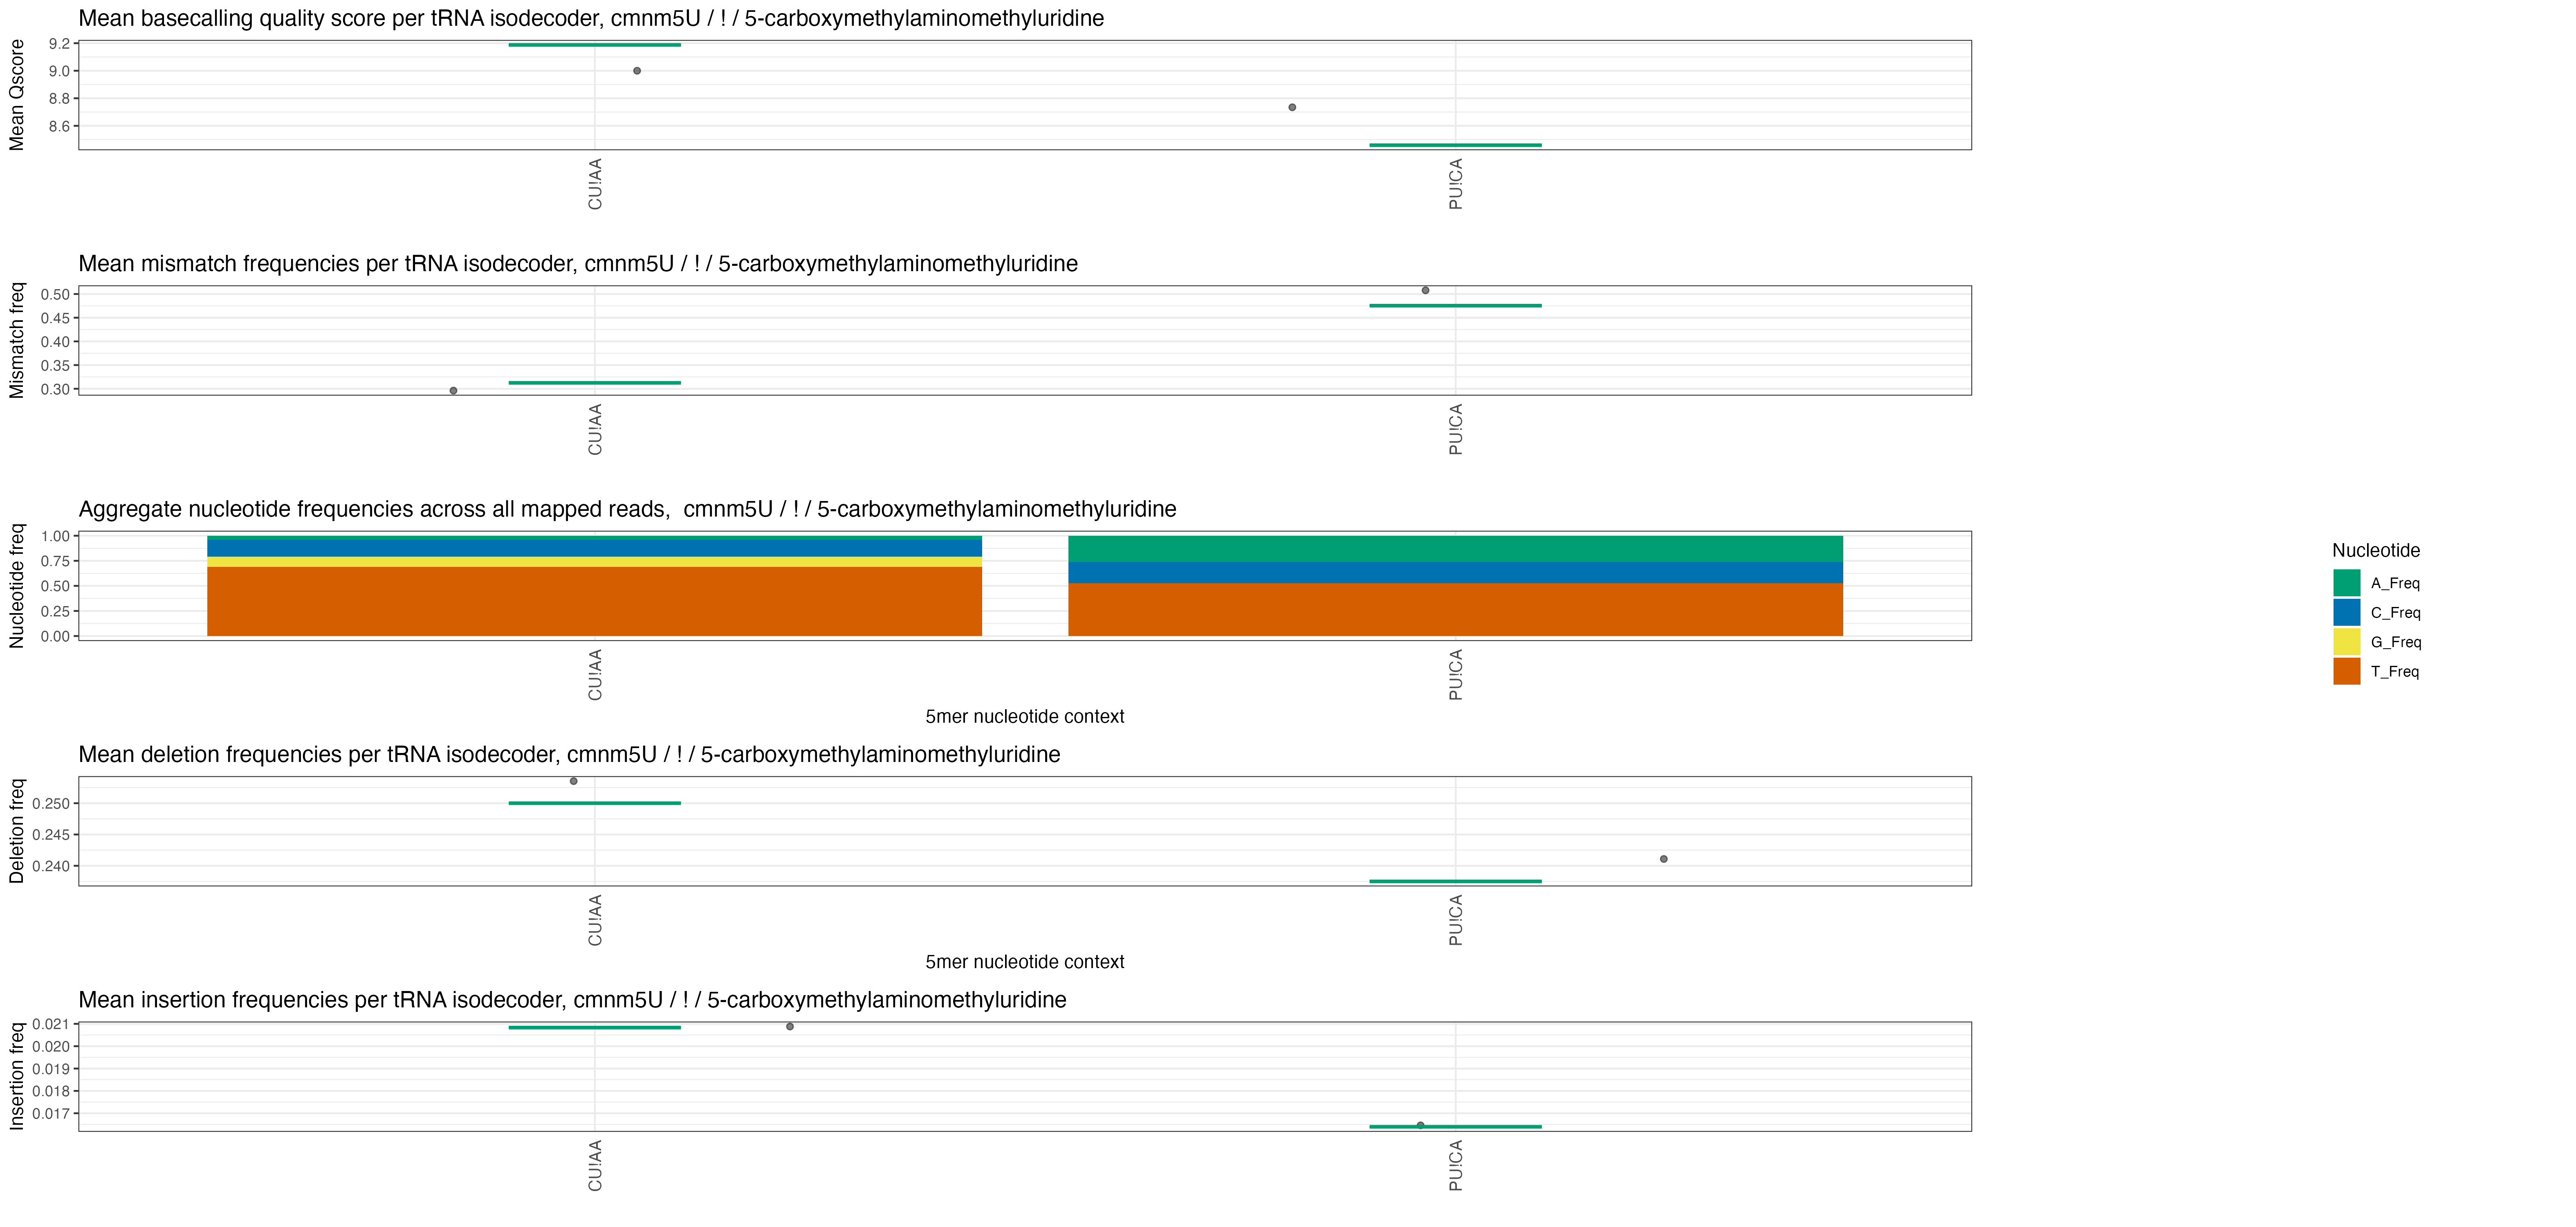 Mean basecalling quality score per tRNA isodecoder, cmnm5U / ! / 5-carboxymethylaminomethyluridine
Mean Qscore
9.2
9.0
8.8
8.6
CU!AA
PU!CA
Mean mismatch frequencies per tRNA isodecoder, cmnm5U / ! / 5-carboxymethylaminomethyluridine
Mismatch freq
0.50
0.45
0.40
0.35
0.30
CU!AA
PU!CA
Aggregate nucleotide frequencies across all mapped reads,  cmnm5U / ! / 5-carboxymethylaminomethyluridine
Nucleotide freq
1.00
0.75
0.50
0.25
0.00
CU!AA
PU!CA
5mer nucleotide context
Nucleotide
A_Freq
C_Freq
G_Freq
T_Freq
Mean deletion frequencies per tRNA isodecoder, cmnm5U / ! / 5-carboxymethylaminomethyluridine
Deletion freq
0.250
0.245
0.240
CU!AA
PU!CA
5mer nucleotide context
Mean insertion frequencies per tRNA isodecoder, cmnm5U / ! / 5-carboxymethylaminomethyluridine
Insertion freq
0.021
0.020
0.019
0.018
0.017
CU!AA
PU!CA